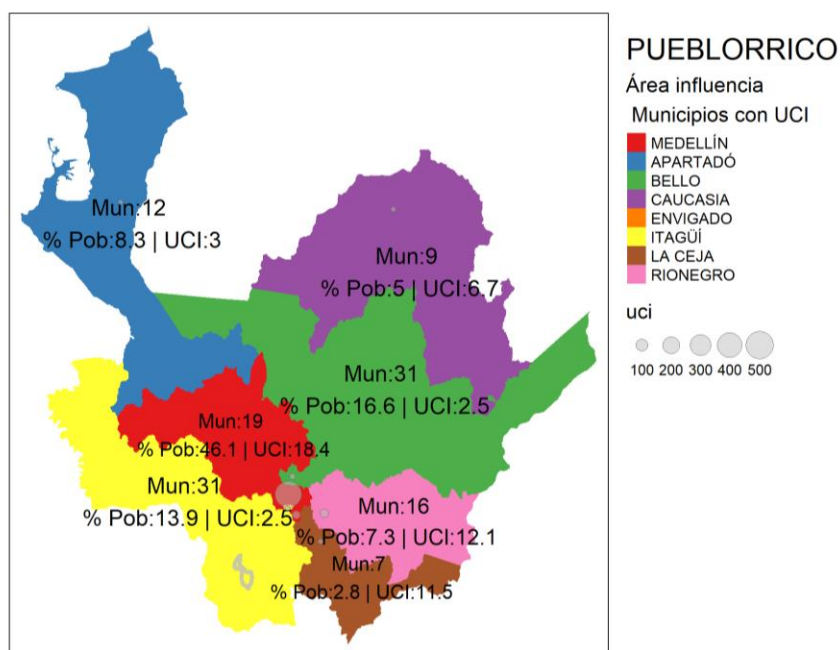 PUEBLORRICO
Área influencia
Municipios con UCI
MEDELLÍN
APARTADÓ
BELLO
CAUCASIA
ENVIGADO
ITAGÜÍ
LA CEJA
RIONEGRO
uci
100 200 300 400 500
Mun:12
% Pob:8.3 | UCI:3
Mun:9
% Pob:5 | UCI:6.7
Mun:31
% Pob:16.6 | UCI:2.5
Mun:19
% Pob:46.1 | UCI:18.4
Mun:31
% Pob:13.9 | UCI:2.5
Mun:16
% Pob:7.3 | UCI:12.1
Mun:7
% Pob:2.8 | UCI:11.5